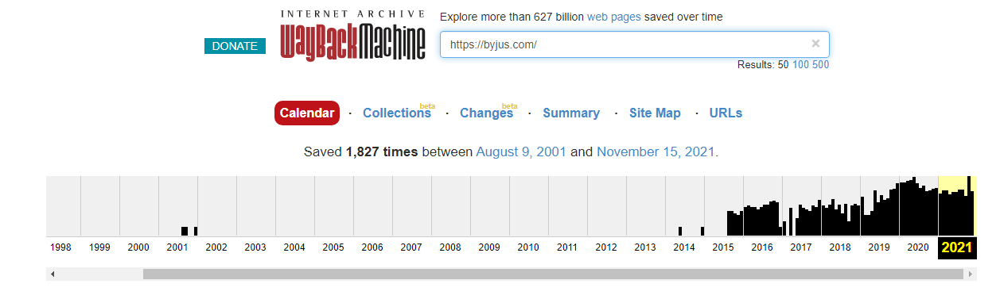 INTERNET ARCHIVE
WayBackMachine
DONATE
Explore more than 627 billion web pages saved over time
https://byjus.com/ ×
Results: 50 100 500
Calendar · Collections beta · Changes beta · Summary · Site Map · URLs
Saved 1,827 times between August 9, 2001 and November 15, 2021.
1998 1999 2000 2001 2002 2003 2004 2005 2006 2007 2008 2009 2010 2011 2012 2013 2014 2015 2016 2017 2018 2019 2020 2021